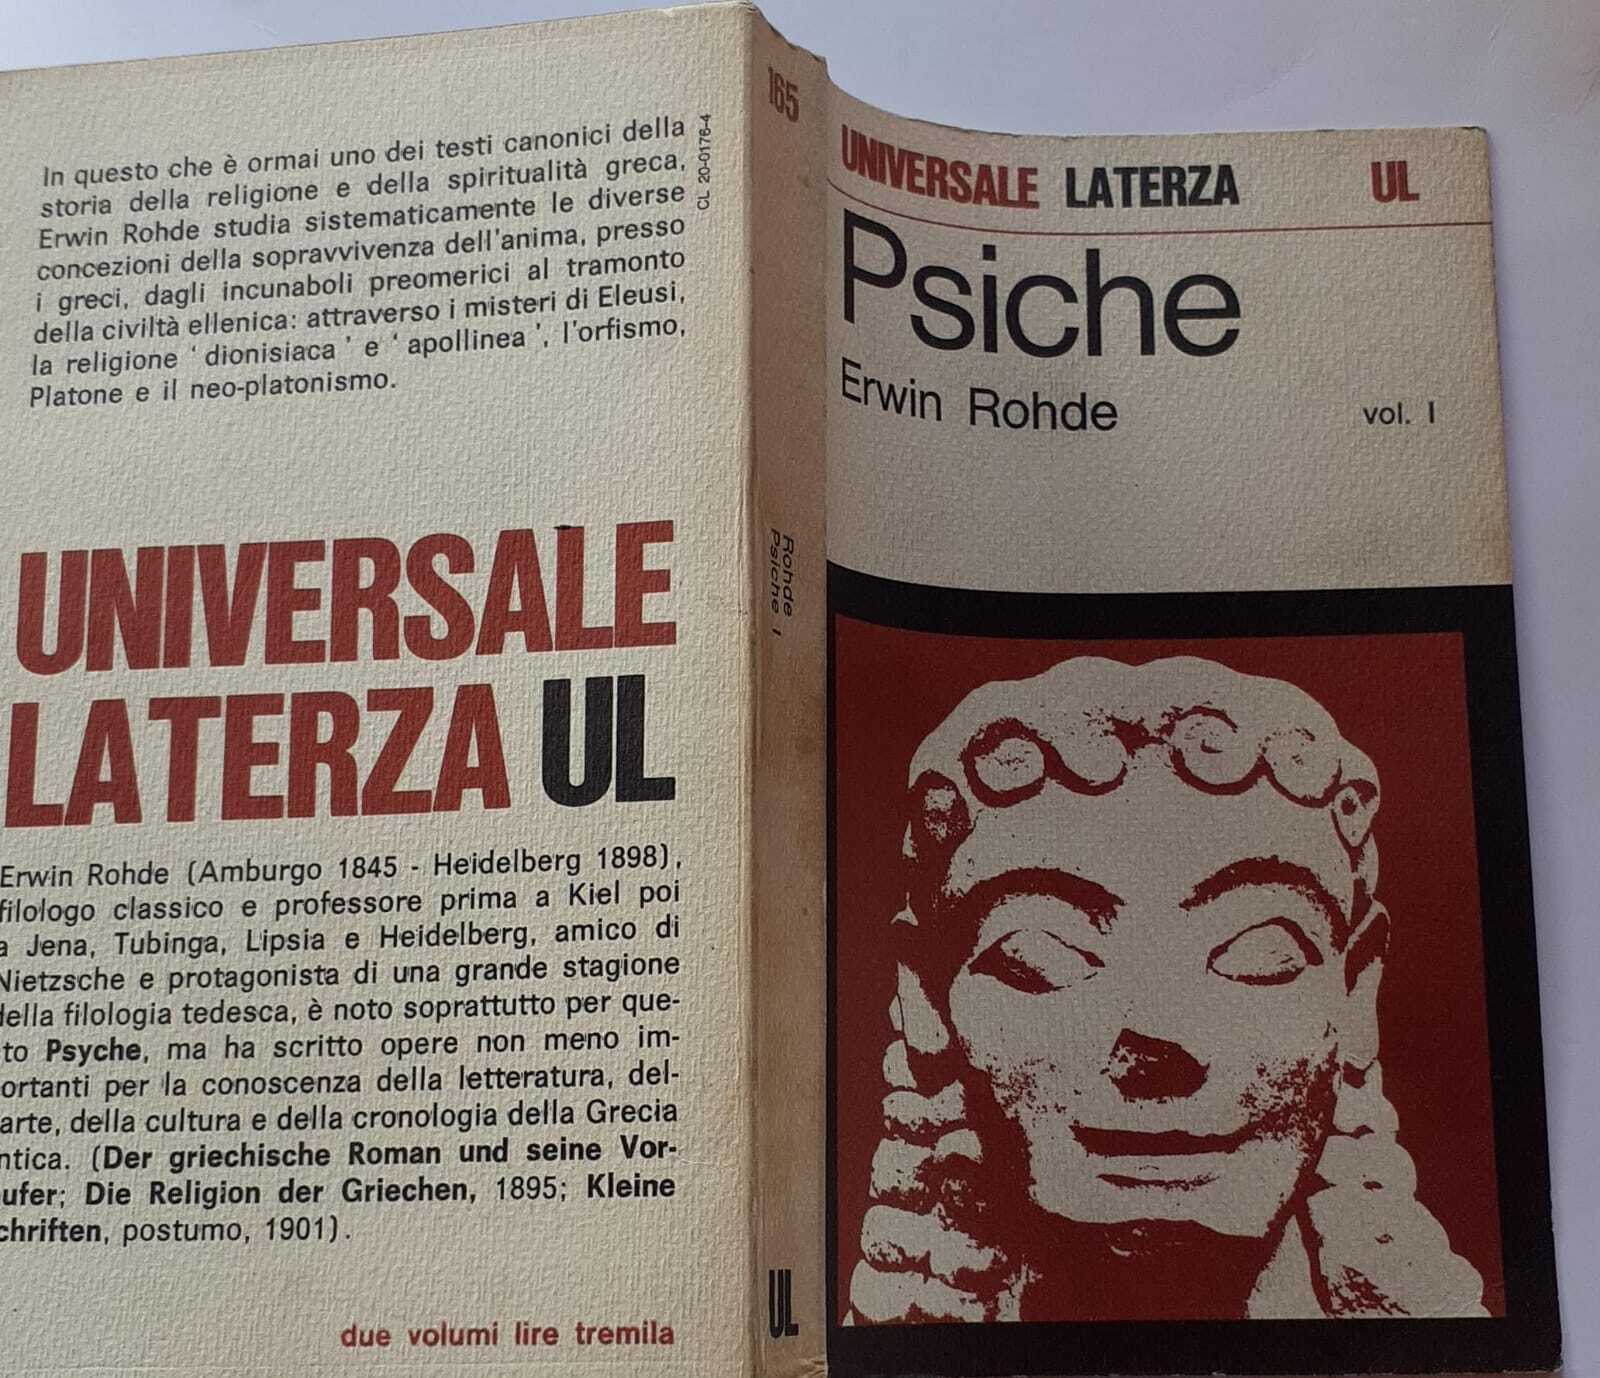 In questo che è ormai uno dei testi canonici della
storia della religione e della spiritualità greca,
Erwin Rohde studia sistematicamente le diverse
concezioni della sopravvivenza dell'anima, presso
i greci, dagli incunaboli preomerici al tramonto
della civiltà ellenica: attraverso i misteri di Eleusi,
la religione ' dionisiaca ' e ' apollinea ', l'orfismo,
Platone e il neo-platonismo.
CL 20-0176-4
UNIVERSALE
LATERZA UL
Erwin Rohde (Amburgo 1845 - Heidelberg 1898),
filologo classico e professore prima a Kiel poi
a Jena, Tubinga, Lipsia e Heidelberg, amico di
Nietzsche e protagonista di una grande stagione
della filologia tedesca, è noto soprattutto per que-
to Psyche, ma ha scritto opere non meno im-
ortanti per la conoscenza della letteratura, del-
arte, della cultura e della cronologia della Grecia
ntica. (Der griechische Roman und seine Vor-
ufer; Die Religion der Griechen, 1895; Kleine
chriften, postumo, 1901).
due volumi lire tremila
165
Rohde
Psiche I
UL
UNIVERSALE LATERZA UL
Psiche
Erwin Rohde
vol. I